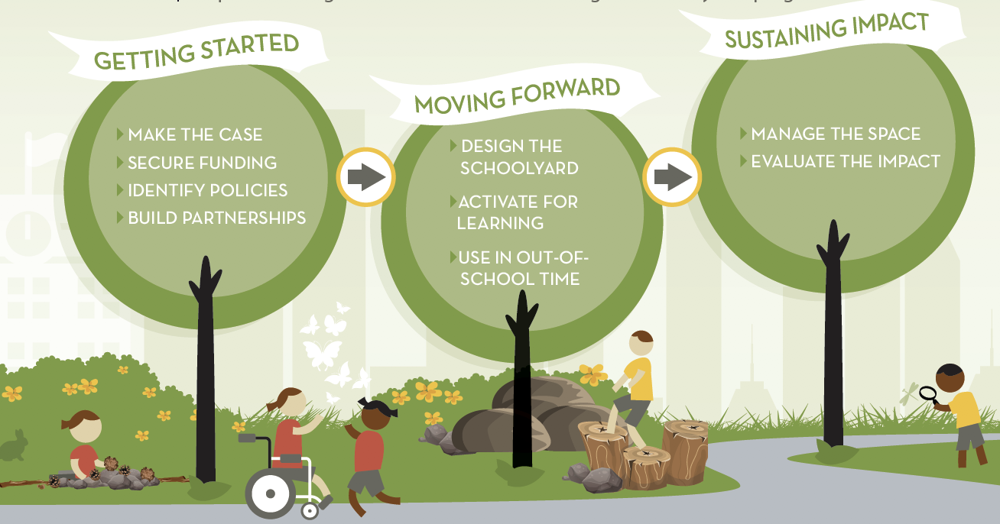 GETTING STARTED
MAKE THE CASE
SECURE FUNDING
IDENTIFY POLICIES
BUILD PARTNERSHIPS
MOVING FORWARD
DESIGN THE
SCHOOLYARD
ACTIVATE FOR
LEARNING
USE IN OUT-OF-
SCHOOL TIME
SUSTAINING IMPACT
MANAGE THE SPACE
EVALUATE THE IMPACT